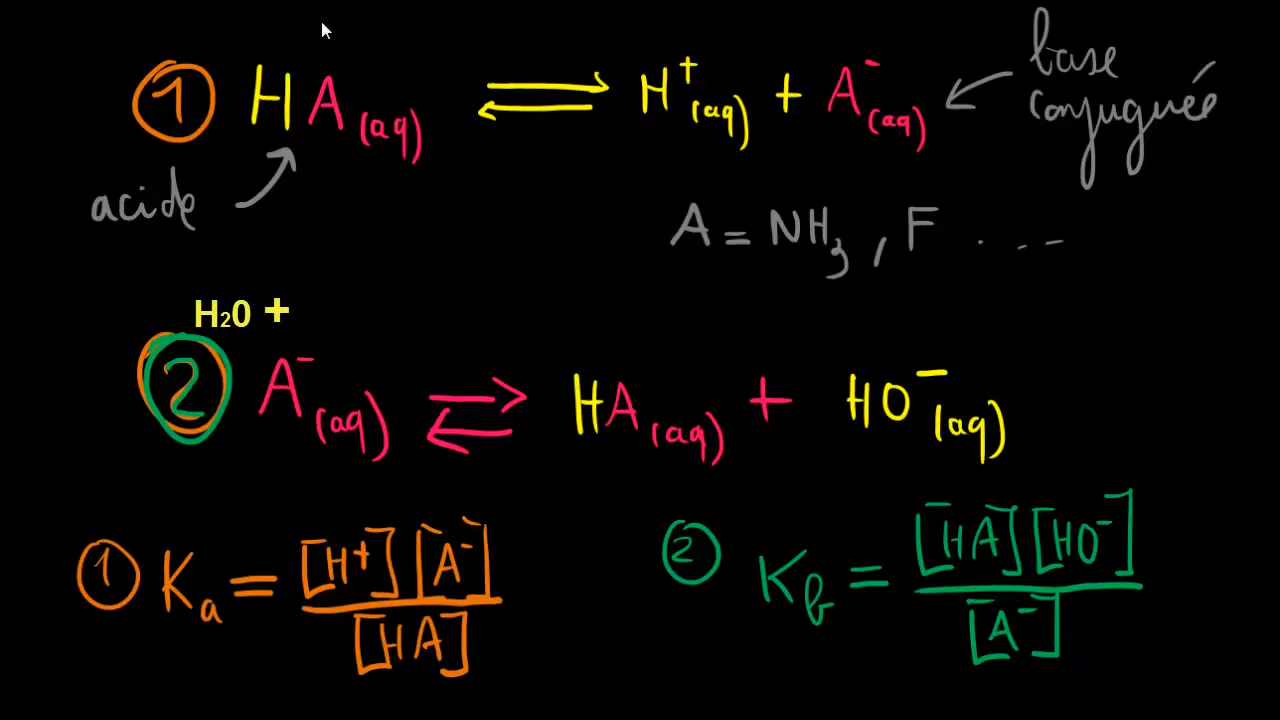 ① HA(aq) ⇌ H⁺(aq) + A⁻(aq) base conjuguée
acide
A = NH₃, F . . . .
H₂0 +
② A⁻(aq) ⇌ HA(aq) + HO⁻(aq)
① Ka = [H⁺][A⁻] / [HA]
② Kb = [HA][HO⁻] / [A⁻]